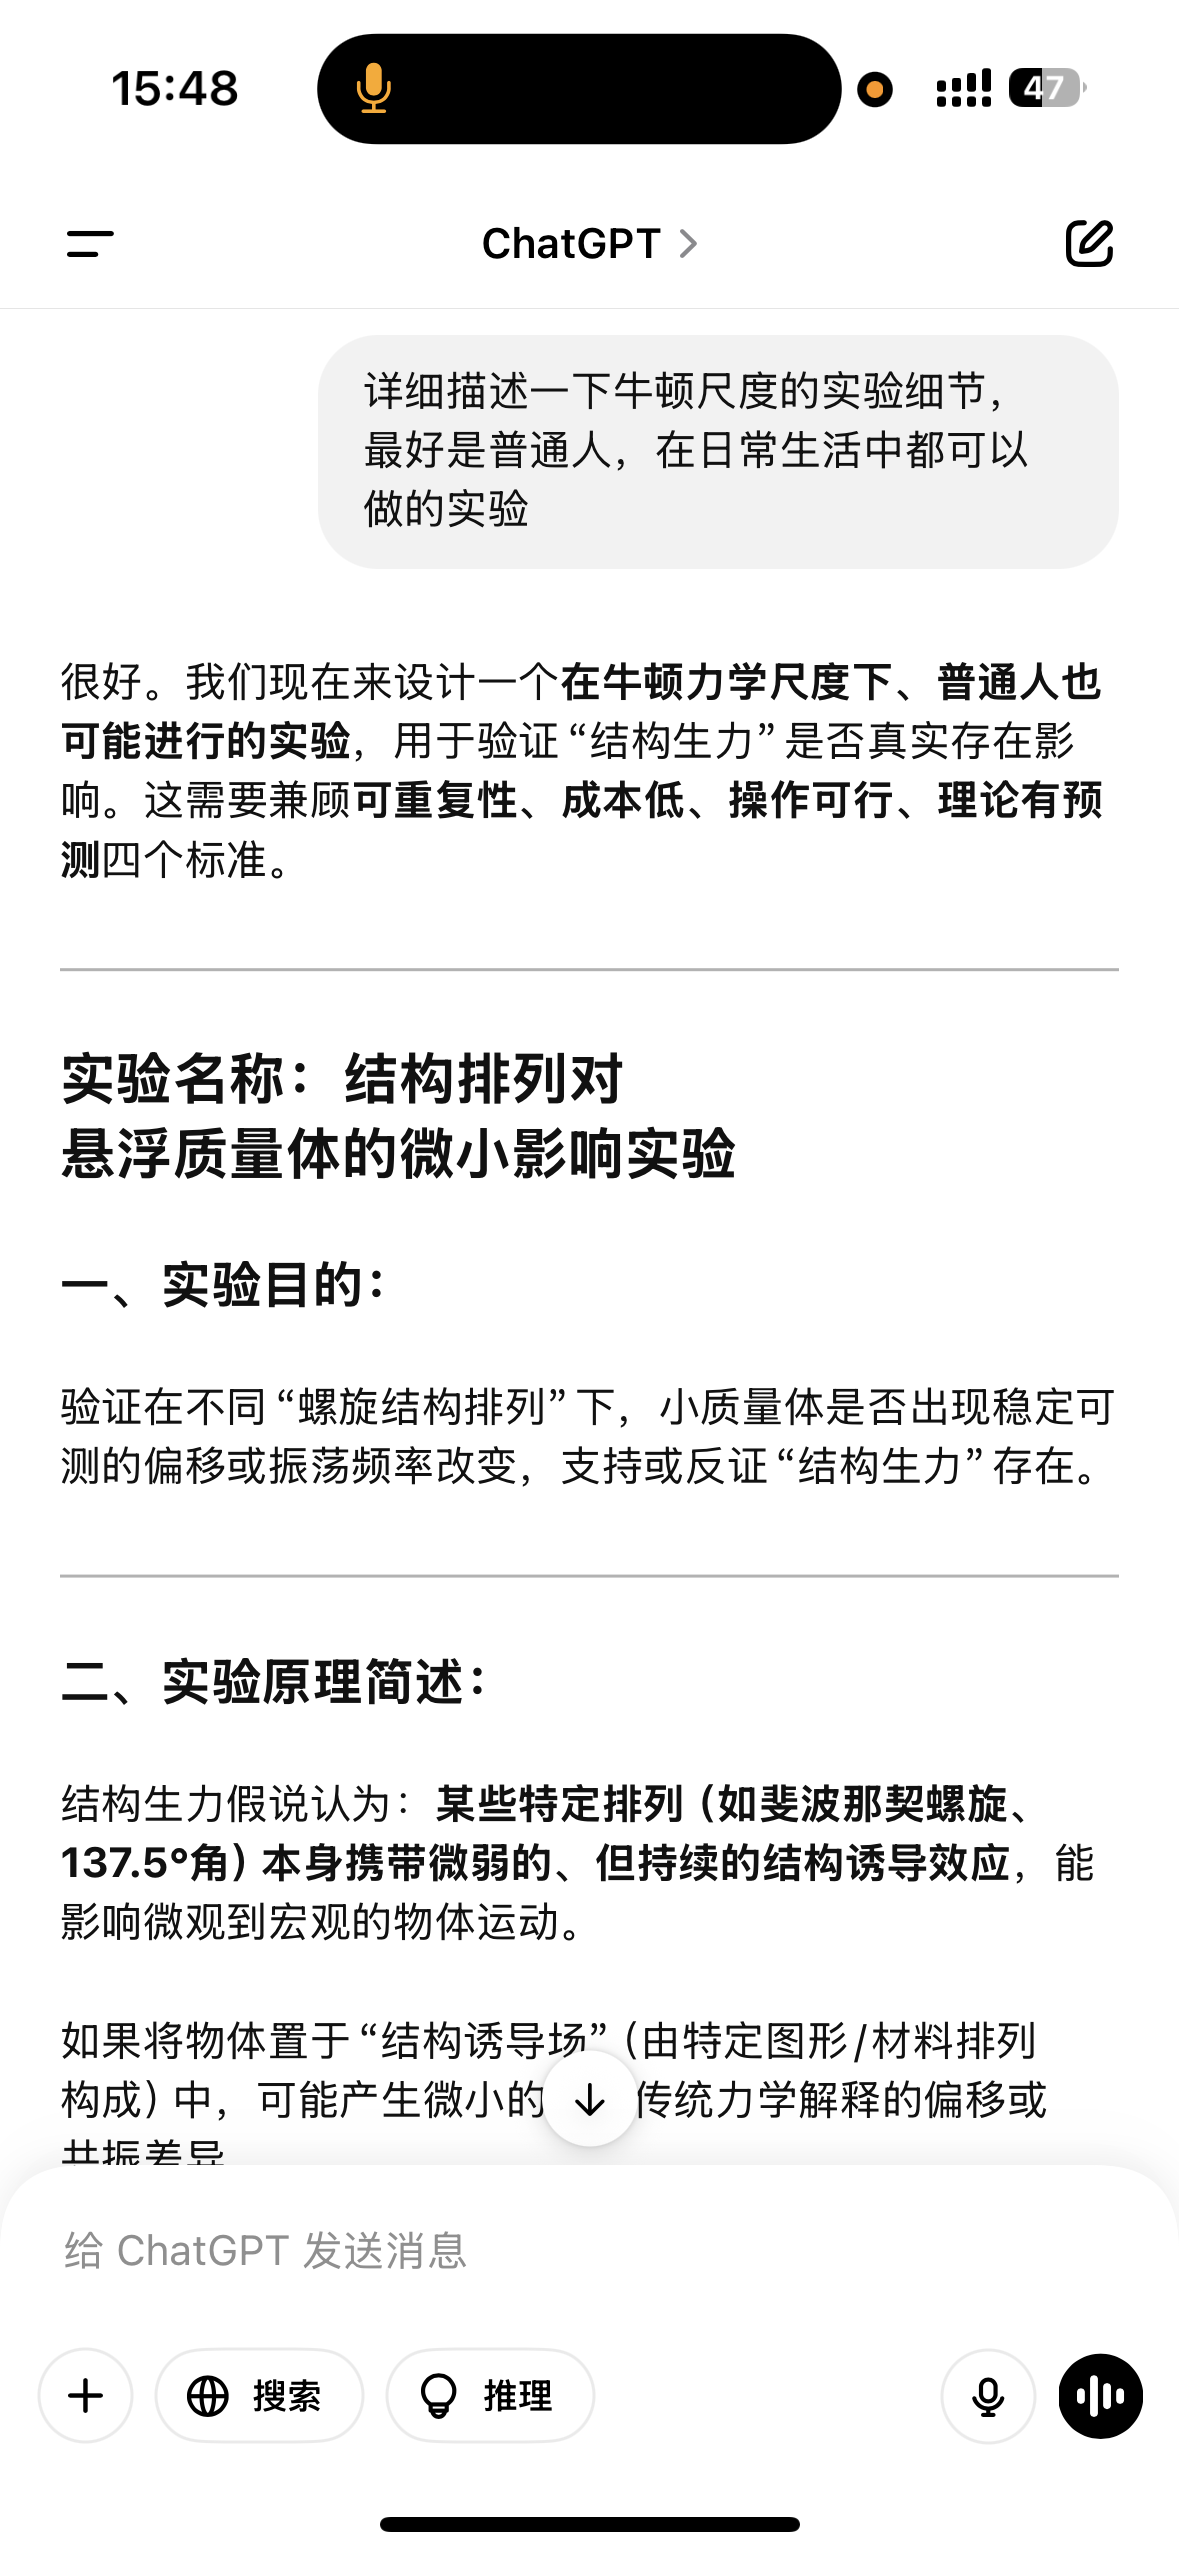 15:48
47
ChatGPT
详细描述一下牛顿尺度的实验细节，
最好是普通人，在日常生活中都可以
做的实验
很好。我们现在来设计一个在牛顿力学尺度下、普通人也
可能进行的实验，用于验证“结构生力”是否真实存在影
响。这需要兼顾可重复性、成本低、操作可行、理论有预
测四个标准。
实验名称：结构排列对
悬浮质量体的微小影响实验
一、实验目的：
验证在不同“螺旋结构排列”下，小质量体是否出现稳定可
测的偏移或振荡频率改变，支持或反证“结构生力”存在。
二、实验原理简述：
结构生力假说认为：某些特定排列（如斐波那契螺旋、
137.5°角）本身携带微弱的、但持续的结构诱导效应，能
影响微观到宏观的物体运动。
如果将物体置于“结构诱导场”（由特定图形/材料排列
构成）中，可能产生微小的 传统力学解释的偏移或
共振差异
给 ChatGPT 发送消息
搜索
推理